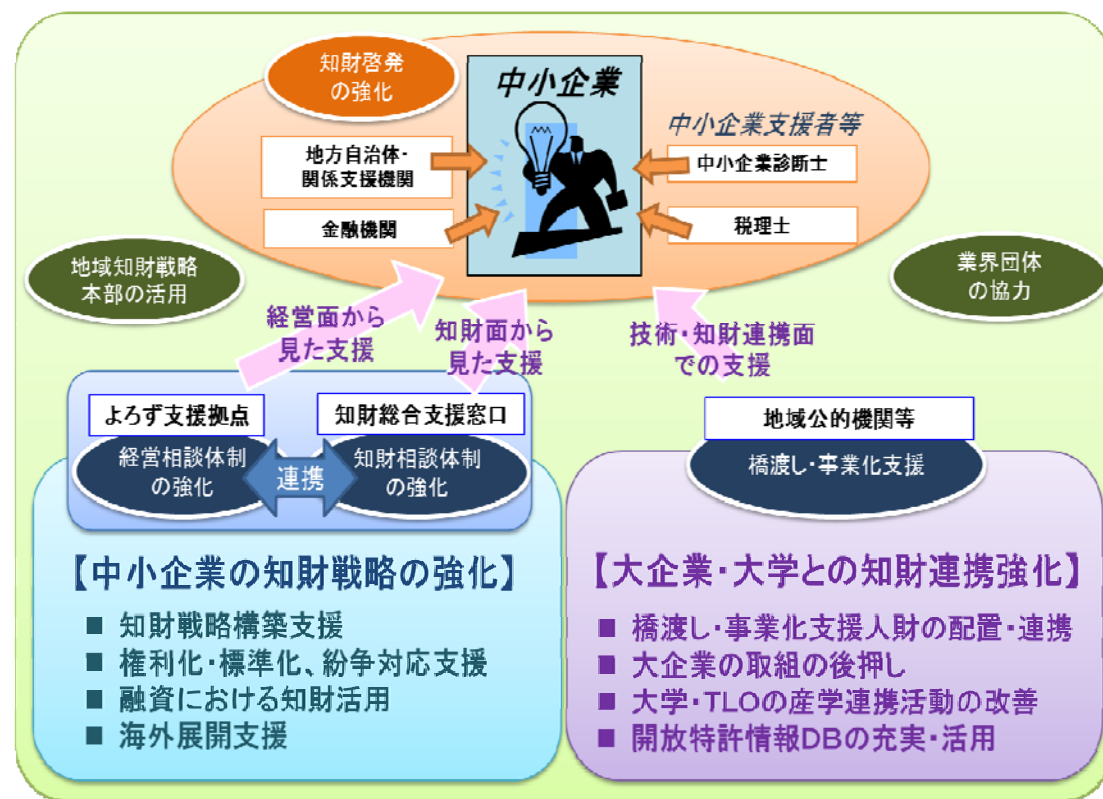 知財啓発
の強化
中小企業
中小企業支援者等
地方自治体・
関係支援機関
中小企業診断士
金融機関
税理士
地域知財戦略
本部の活用
業界団体
の協力
経営面から
見た支援
知財面から
見た支援
技術・知財連携面
での支援
よろず支援拠点
知財総合支援窓口
地域公的機関等
経営相談体制
の強化
連携
知財相談体制
の強化
橋渡し・事業化支援
【中小企業の知財戦略の強化】
■ 知財戦略構築支援
■ 権利化・標準化、紛争対応支援
■ 融資における知財活用
■ 海外展開支援
【大企業・大学との知財連携強化】
■ 橋渡し・事業化支援人財の配置・連携
■ 大企業の取組の後押し
■ 大学・TLOの産学連携活動の改善
■ 開放特許情報DBの充実・活用